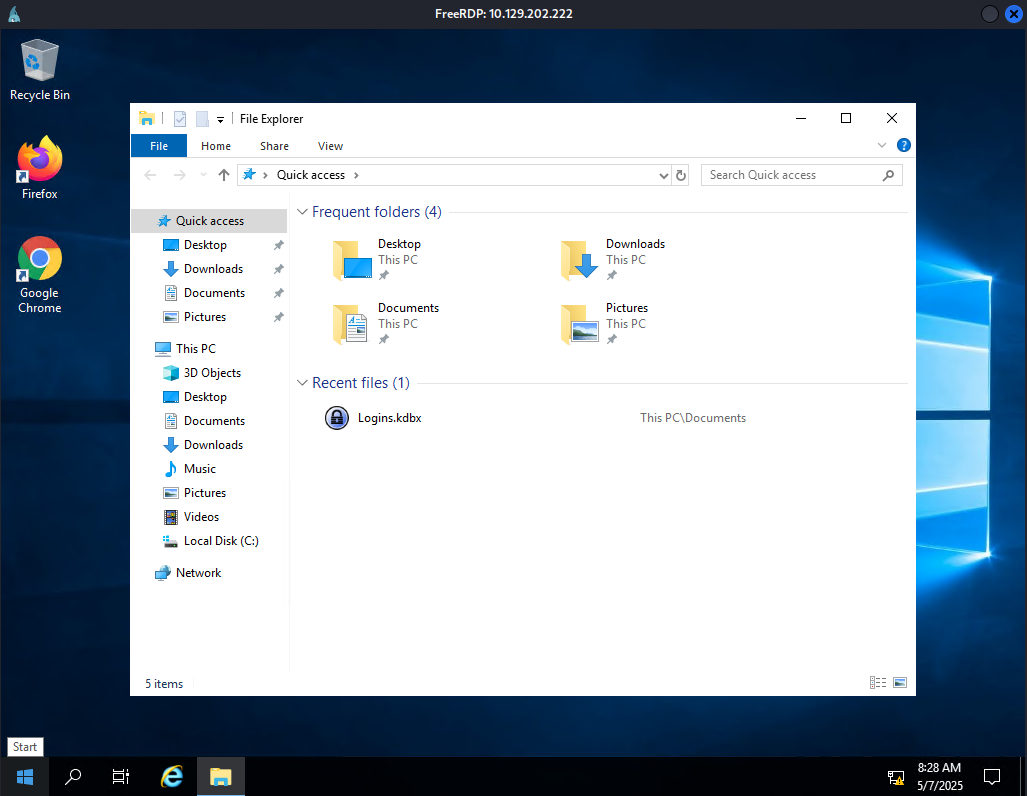 FreeRDP: 10.129.202.222
Recycle Bin
Firefox
Google
Chrome
File Explorer
File Home Share View
Quick access
Search Quick access
Quick access
Desktop
Downloads
Documents
Pictures
This PC
3D Objects
Desktop
Documents
Downloads
Music
Pictures
Videos
Local Disk (C:)
Network
Frequent folders (4)
Desktop
This PC
Downloads
This PC
Documents
This PC
Pictures
This PC
Recent files (1)
Logins.kdbx This PC\Documents
5 items
Start
8:28 AM
5/7/2025